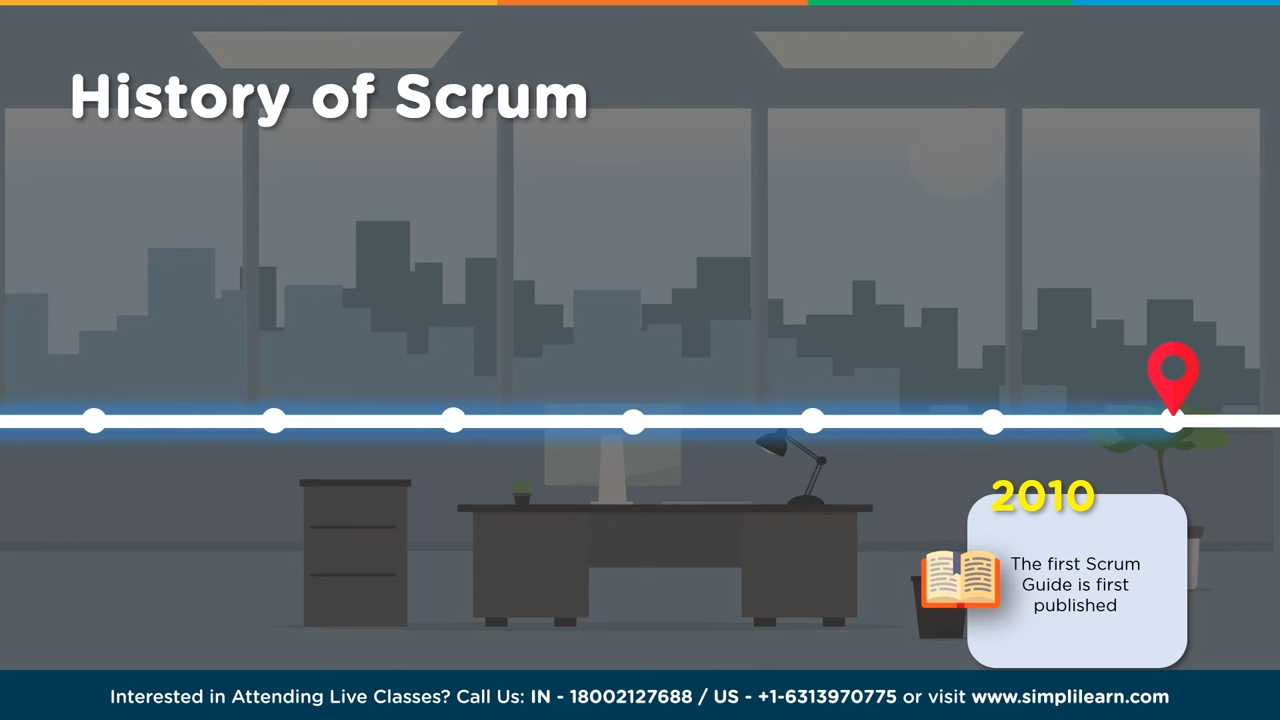 History of Scrum
2010
The first Scrum
Guide is first
published
Interested in Attending Live Classes? Call Us: IN - 18002127688 / US - +1-6313970775 or visit www.simplilearn.com